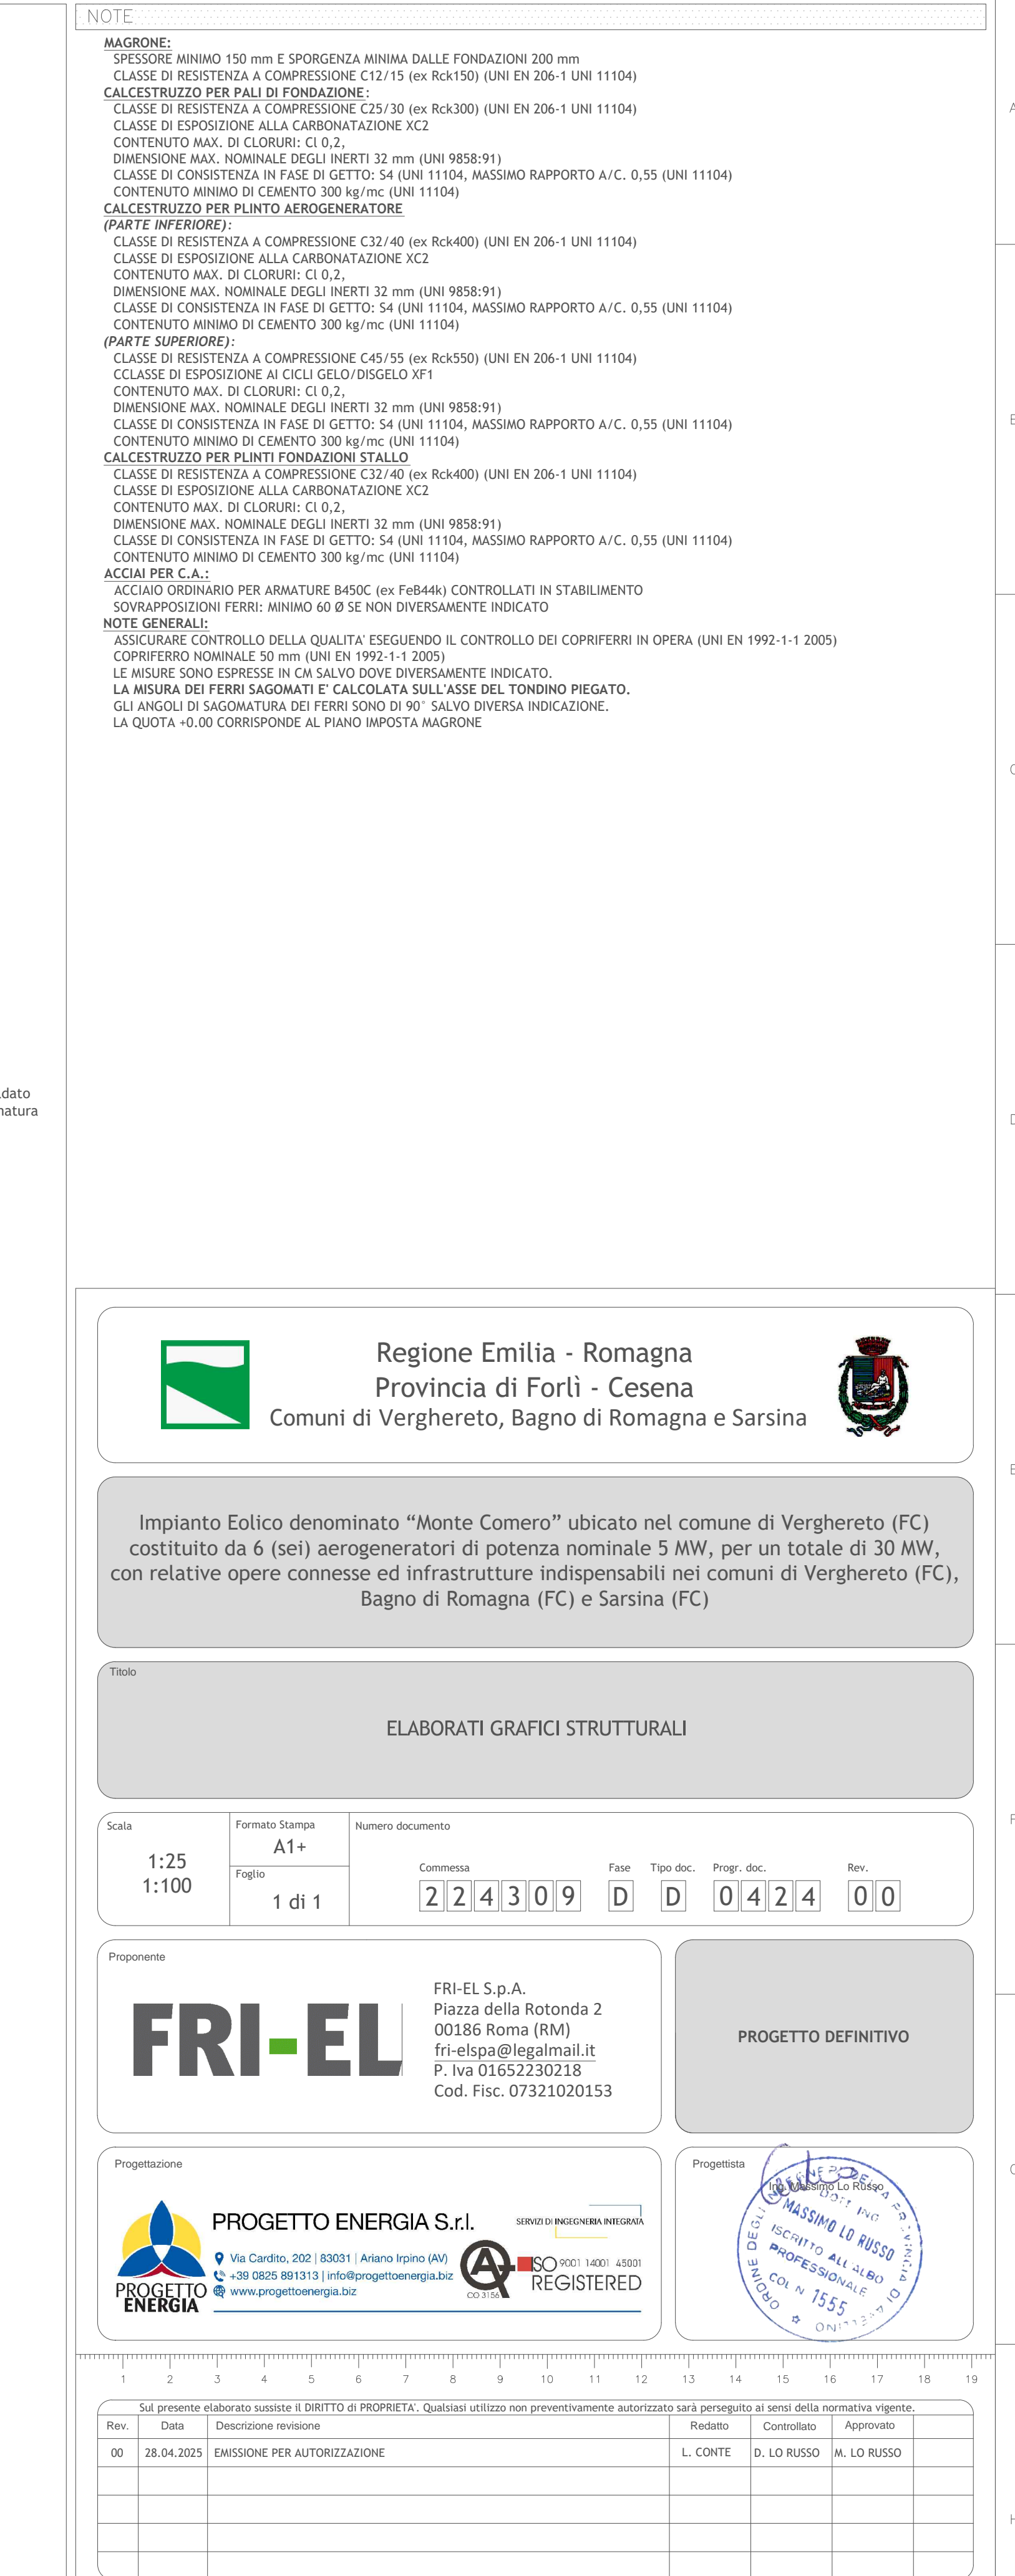 NOTE
MAGRONE:
SPESSORE MINIMO 150 mm E SPORGENZA MINIMA DALLE FONDAZIONI 200 mm
CLASSE DI RESISTENZA A COMPRESSIONE C12/15 (ex Rck150) (UNI EN 206-1 UNI 11104)
CALCESTRUZZO PER PALI DI FONDAZIONE:
CLASSE DI RESISTENZA A COMPRESSIONE C25/30 (ex Rck300) (UNI EN 206-1 UNI 11104)
CLASSE DI ESPOSIZIONE ALLA CARBONATAZIONE XC2
CONTENUTO MAX. DI CLORURI: Cl 0,2,
DIMENSIONE MAX. NOMINALE DEGLI INERTI 32 mm (UNI 9858:91)
CLASSE DI CONSISTENZA IN FASE DI GETTO: S4 (UNI 11104, MASSIMO RAPPORTO A/C. 0,55 (UNI 11104)
CONTENUTO MINIMO DI CEMENTO 300 kg/mc (UNI 11104)
CALCESTRUZZO PER PLINTO AEROGENERATORE
(PARTE INFERIORE):
CLASSE DI RESISTENZA A COMPRESSIONE C32/40 (ex Rck400) (UNI EN 206-1 UNI 11104)
CLASSE DI ESPOSIZIONE ALLA CARBONATAZIONE XC2
CONTENUTO MAX. DI CLORURI: Cl 0,2,
DIMENSIONE MAX. NOMINALE DEGLI INERTI 32 mm (UNI 9858:91)
CLASSE DI CONSISTENZA IN FASE DI GETTO: S4 (UNI 11104, MASSIMO RAPPORTO A/C. 0,55 (UNI 11104)
CONTENUTO MINIMO DI CEMENTO 300 kg/mc (UNI 11104)
(PARTE SUPERIORE):
CLASSE DI RESISTENZA A COMPRESSIONE C45/55 (ex Rck550) (UNI EN 206-1 UNI 11104)
CCLASSE DI ESPOSIZIONE AI CICLI GELO/DISGELO XF1
CONTENUTO MAX. DI CLORURI: Cl 0,2,
DIMENSIONE MAX. NOMINALE DEGLI INERTI 32 mm (UNI 9858:91)
CLASSE DI CONSISTENZA IN FASE DI GETTO: S4 (UNI 11104, MASSIMO RAPPORTO A/C. 0,55 (UNI 11104)
CONTENUTO MINIMO DI CEMENTO 300 kg/mc (UNI 11104)
CALCESTRUZZO PER PLINTI FONDAZIONI STALLO
CLASSE DI RESISTENZA A COMPRESSIONE C32/40 (ex Rck400) (UNI EN 206-1 UNI 11104)
CLASSE DI ESPOSIZIONE ALLA CARBONATAZIONE XC2
CONTENUTO MAX. DI CLORURI: Cl 0,2,
DIMENSIONE MAX. NOMINALE DEGLI INERTI 32 mm (UNI 9858:91)
CLASSE DI CONSISTENZA IN FASE DI GETTO: S4 (UNI 11104, MASSIMO RAPPORTO A/C. 0,55 (UNI 11104)
CONTENUTO MINIMO DI CEMENTO 300 kg/mc (UNI 11104)
ACCIAI PER C.A.:
ACCIAIO ORDINARIO PER ARMATURE B450C (ex FeB44k) CONTROLLATI IN STABILIMENTO
SOVRAPPOSIZIONI FERRI: MINIMO 60 Ø SE NON DIVERSAMENTE INDICATO
NOTE GENERALI:
ASSICURARE CONTROLLO DELLA QUALITA' ESEGUENDO IL CONTROLLO DEI COPRIFERRI IN OPERA (UNI EN 1992-1-1 2005)
COPRIFERRO NOMINALE 50 mm (UNI EN 1992-1-1 2005)
LE MISURE SONO ESPRESSE IN CM SALVO DOVE DIVERSAMENTE INDICATO.
LA MISURA DEI FERRI SAGOMATI E' CALCOLATA SULL'ASSE DEL TONDINO PIEGATO.
GLI ANGOLI DI SAGOMATURA DEI FERRI SONO DI 90° SALVO DIVERSA INDICAZIONE.
LA QUOTA +0.00 CORRISPONDE AL PIANO IMPOSTA MAGRONE
Regione Emilia - Romagna
Provincia di Forlì - Cesena
Comuni di Verghereto, Bagno di Romagna e Sarsina
Impianto Eolico denominato “Monte Comero” ubicato nel comune di Verghereto (FC)
costituito da 6 (sei) aerogeneratori di potenza nominale 5 MW, per un totale di 30 MW,
con relative opere connesse ed infrastrutture indispensabili nei comuni di Verghereto (FC),
Bagno di Romagna (FC) e Sarsina (FC)
Titolo
ELABORATI GRAFICI STRUTTURALI
Scala
1:25
1:100
Formato Stampa
A1+
Foglio
1 di 1
Numero documento
Commessa Fase Tipo doc. Progr. doc. Rev.
2 2 4 3 0 9 D D 0 4 2 4 0 0
Proponente
FRI-EL
FRI-EL S.p.A.
Piazza della Rotonda 2
00186 Roma (RM)
fri-elspa@legalmail.it
P. Iva 01652230218
Cod. Fisc. 07321020153
PROGETTO DEFINITIVO
Progettazione
PROGETTO ENERGIA
PROGETTO ENERGIA S.r.l.
SERVIZI DI INGEGNERIA INTEGRATA
Via Cardito, 202 | 83031 | Ariano Irpino (AV)
+39 0825 891313 | info@progettoenergia.biz
www.progettoenergia.biz
CO 3156
ISO 9001 14001 45001
REGISTERED
Progettista
Ing. Massimo Lo Russo
ORDINE DEGLI INGEGNERI DELLA PROVINCIA DI AVELLINO
DOTT. ING.
MASSIMO LO RUSSO
ISCRITTO ALL'ALBO
PROFESSIONALE
COL N 1555
1 2 3 4 5 6 7 8 9 10 11 12 13 14 15 16 17 18 19
Sul presente elaborato sussiste il DIRITTO di PROPRIETA'. Qualsiasi utilizzo non preventivamente autorizzato sarà perseguito ai sensi della normativa vigente.
Rev. Data Descrizione revisione Redatto Controllato Approvato
00 28.04.2025 EMISSIONE PER AUTORIZZAZIONE L. CONTE D. LO RUSSO M. LO RUSSO